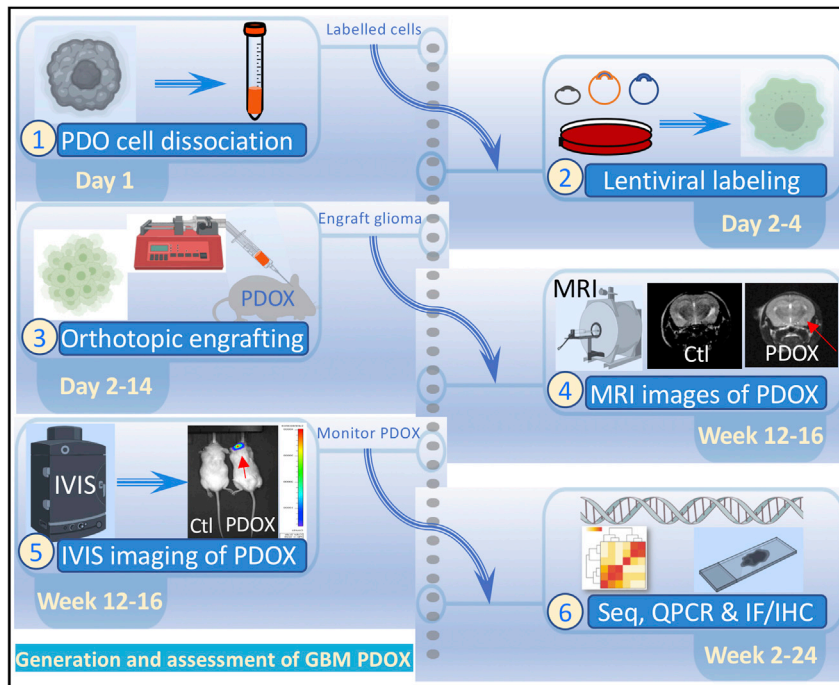 Labelled cells
1 PDO cell dissociation
Day 1
2 Lentiviral labeling
Day 2-4
Engraft glioma
PDOX
3 Orthotopic engrafting
Day 2-14
MRI
Ctl
PDOX
4 MRI images of PDOX
Week 12-16
Monitor PDOX
IVIS
Ctl PDOX
5 IVIS imaging of PDOX
Week 12-16
6 Seq, QPCR & IF/IHC
Week 2-24
Generation and assessment of GBM PDOX